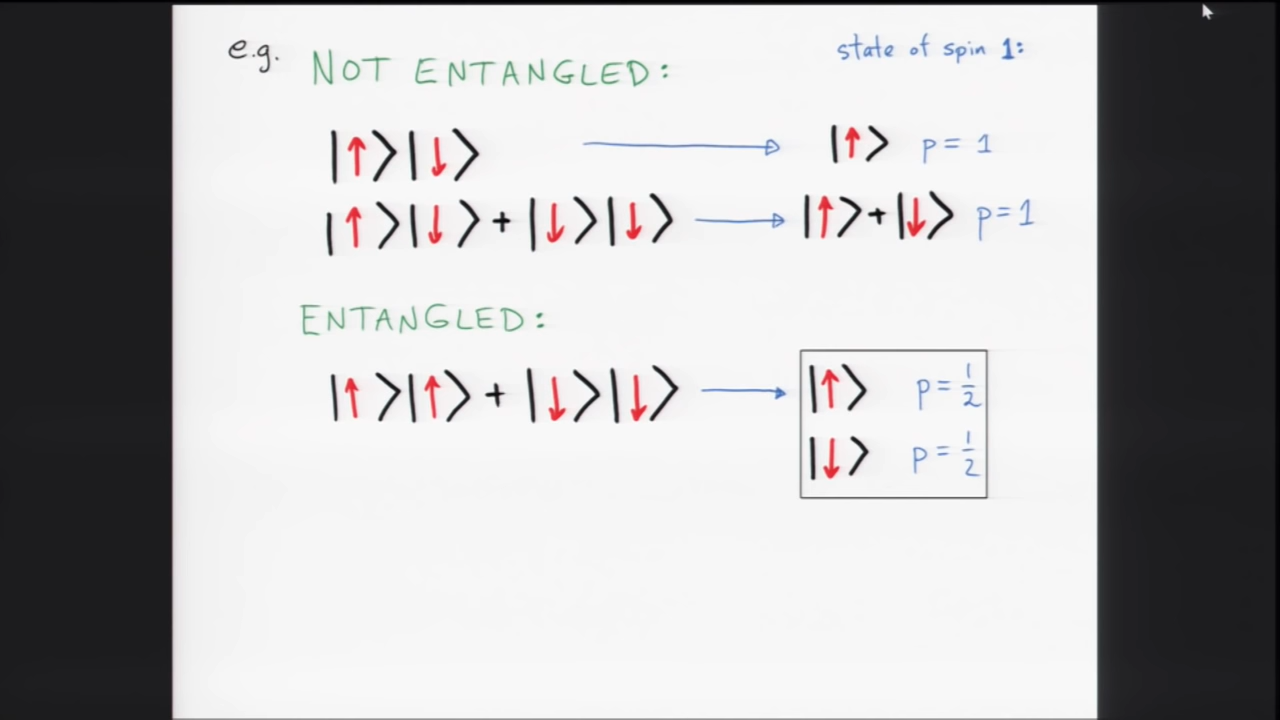 e.g. NOT ENTANGLED: state of spin 1:
|↑⟩|↓⟩ → |↑⟩ p = 1
|↑⟩|↓⟩ + |↓⟩|↓⟩ → |↑⟩+|↓⟩ p=1
ENTANGLED:
|↑⟩|↑⟩ + |↓⟩|↓⟩ → |↑⟩ p = 1/2
|↓⟩ p = 1/2